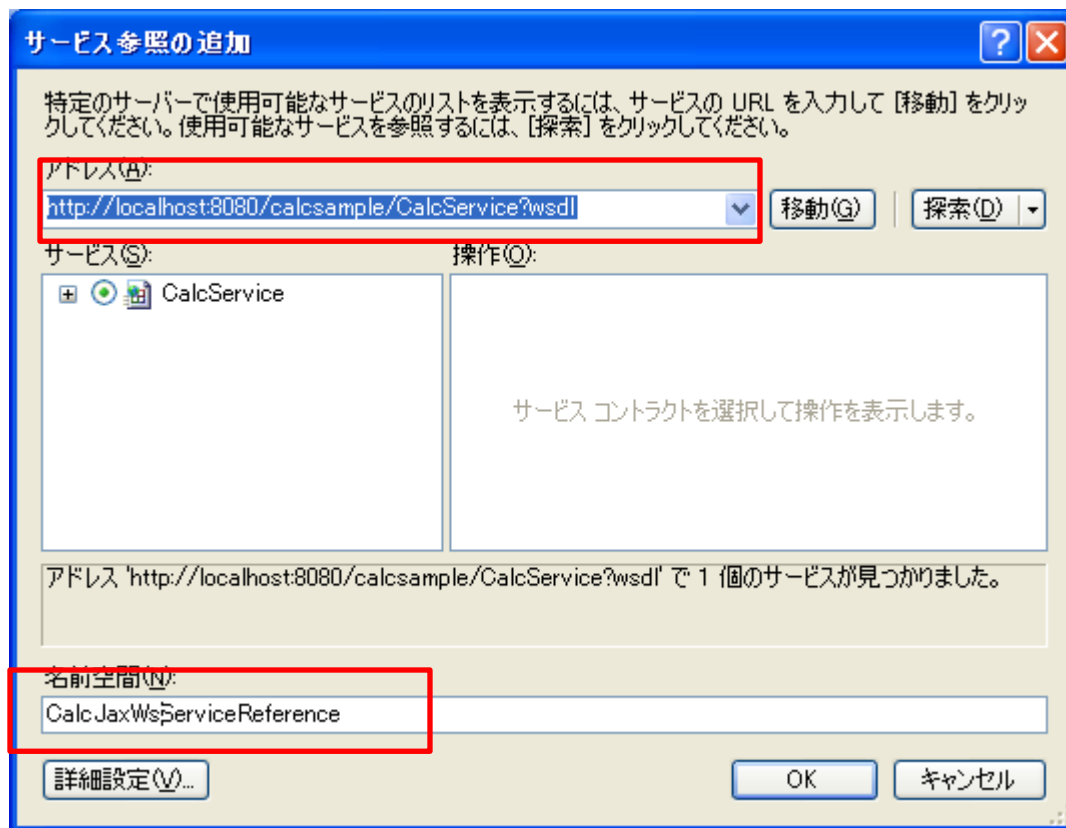 サービス参照の追加
特定のサーバーで使用可能なサービスのリストを表示するには、サービスの URL を入力して [移動] をクリッ
クしてください。使用可能なサービスを参照するには、[探索] をクリックしてください。
アドレス(A):
http://localhost:8080/calcsample/CalcService?wsdl 移動(G) 探索(D)
サービス(S): 操作(O):
CalcService
サービス コントラクトを選択して操作を表示します。
アドレス 'http://localhost:8080/calcsample/CalcService?wsdl' で 1 個のサービスが見つかりました。
名前空間(N):
CalcJaxWsServiceReference
詳細設定(V)... OK キャンセル